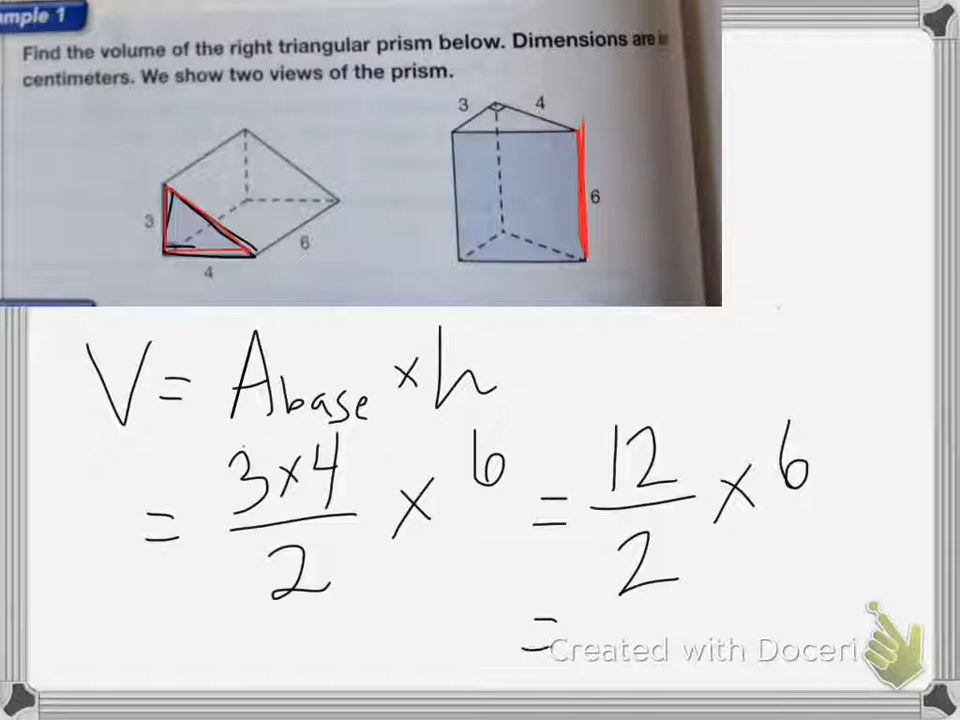 mple 1
Find the volume of the right triangular prism below. Dimensions are in
centimeters. We show two views of the prism.
3 4
3 6 6
4
V = Abase × h
= 3×4/2 × 6 = 12/2 × 6
=
Created with Doceri